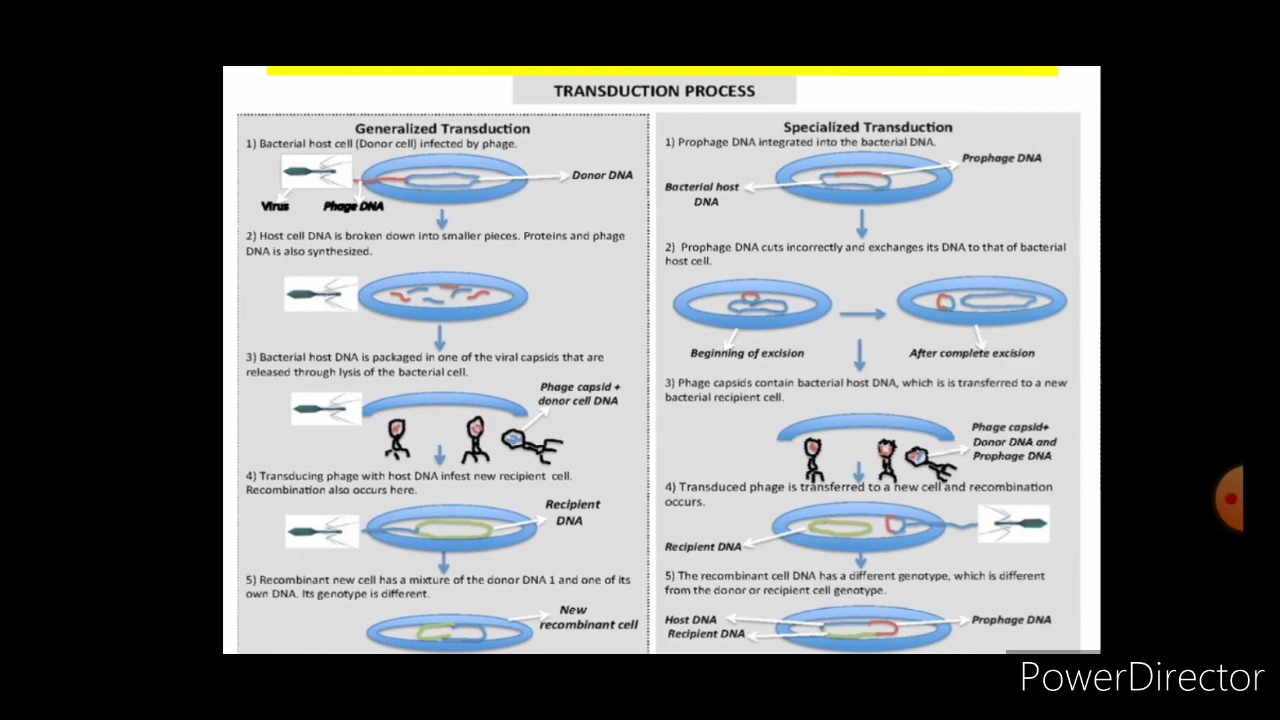 TRANSDUCTION PROCESS
Generalized Transduction
1) Bacterial host cell (Donor cell) infected by phage.
Donor DNA
Virus
Phage DNA
2) Host cell DNA is broken down into smaller pieces. Proteins and phage
DNA is also synthesized.
3) Bacterial host DNA is packaged in one of the viral capsids that are
released through lysis of the bacterial cell.
Phage capsid +
donor cell DNA
4) Transducing phage with host DNA infest new recipient cell.
Recombination also occurs here.
Recipient
DNA
5) Recombinant new cell has a mixture of the donor DNA 1 and one of its
own DNA. Its genotype is different.
New
recombinant cell
Specialized Transduction
1) Prophage DNA integrated into the bacterial DNA.
Prophage DNA
Bacterial host
DNA
2) Prophage DNA cuts incorrectly and exchanges its DNA to that of bacterial
host cell.
Beginning of excision
After complete excision
3) Phage capsids contain bacterial host DNA, which is is transferred to a new
bacterial recipient cell.
Phage capsid+
Donor DNA and
Prophage DNA
4) Transduced phage is transferred to a new cell and recombination
occurs.
Recipient DNA
5) The recombinant cell DNA has a different genotype, which is different
from the donor or recipient cell genotype.
Host DNA
Recipient DNA
Prophage DNA
PowerDirector